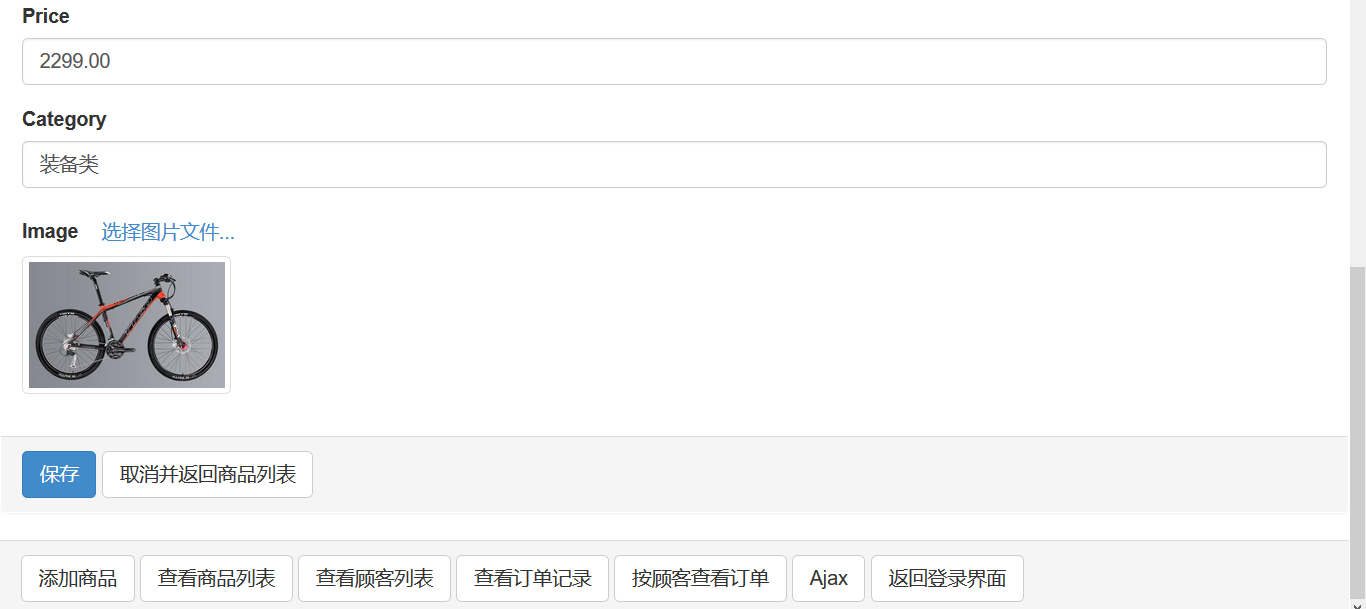 Price
2299.00
Category
装备类
Image 选择图片文件...
保存 取消并返回商品列表
添加商品 查看商品列表 查看顾客列表 查看订单记录 按顾客查看订单 Ajax 返回登录界面